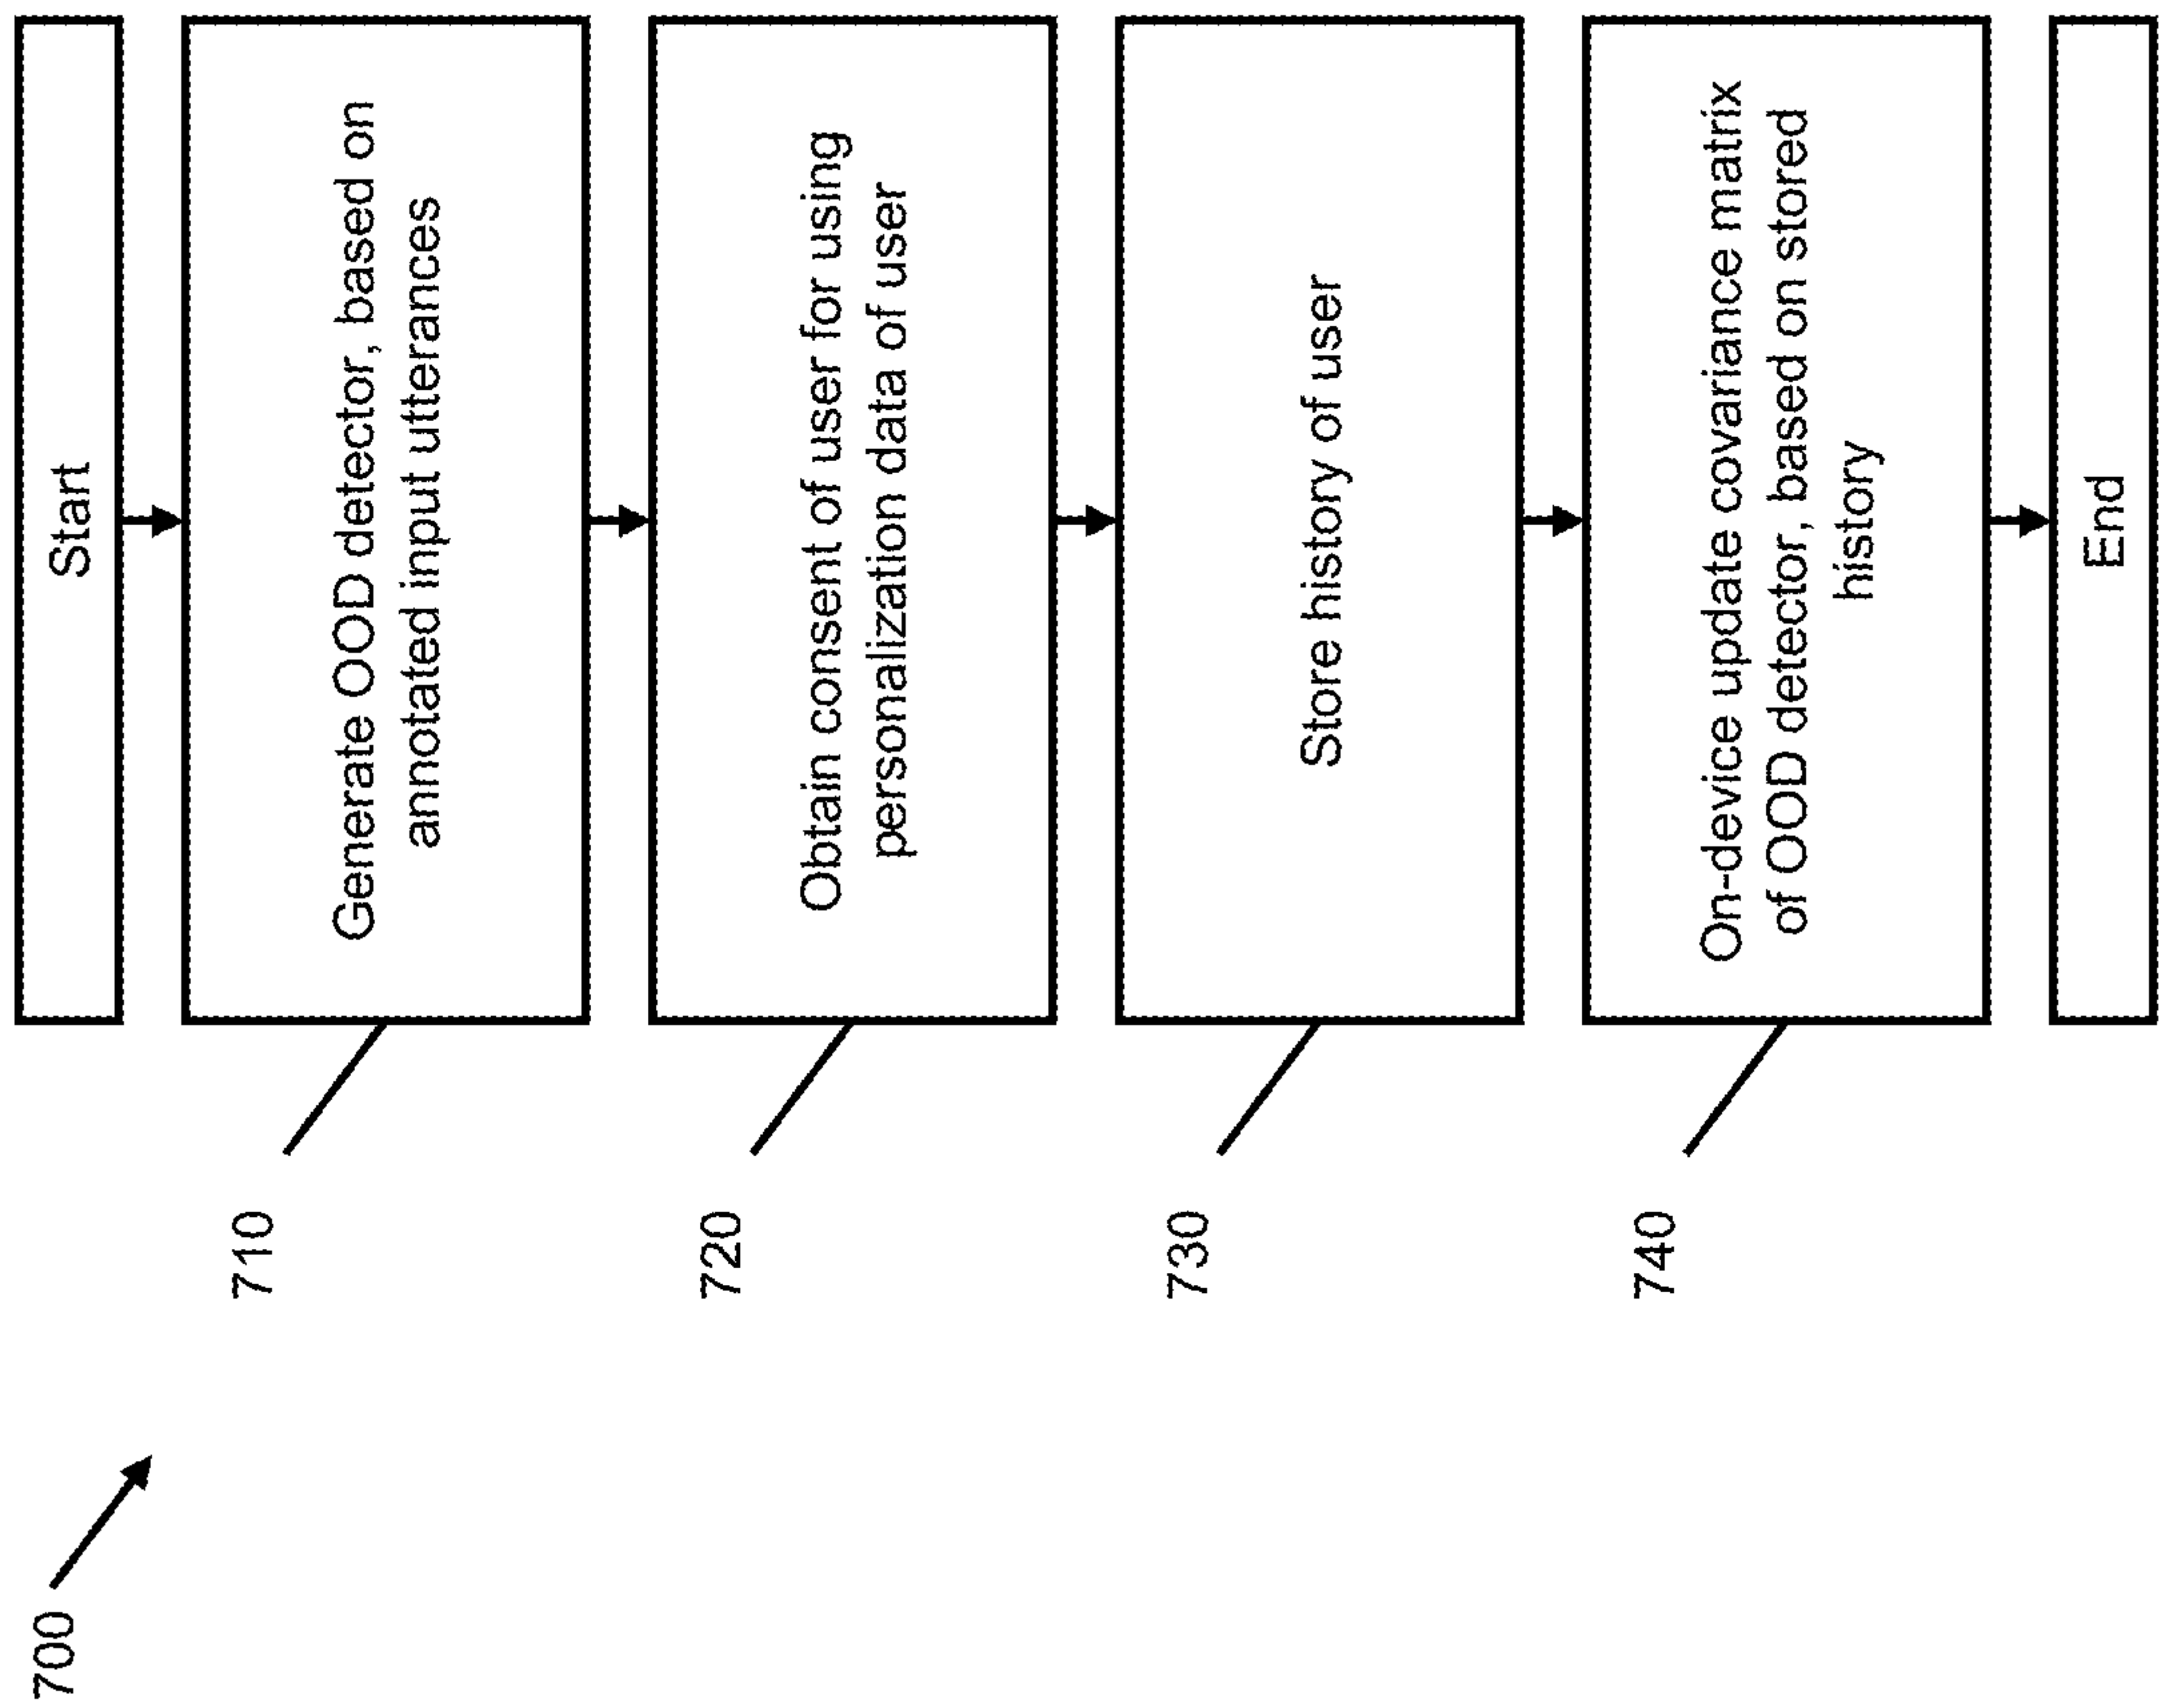 700
Start
710
Generate OOD detector, based on
annotated input utterances
720
Obtain consent of user for using
personalization data of user
730
Store history of user
740
On-device update covariance matrix
of OOD detector, based on stored
history
End